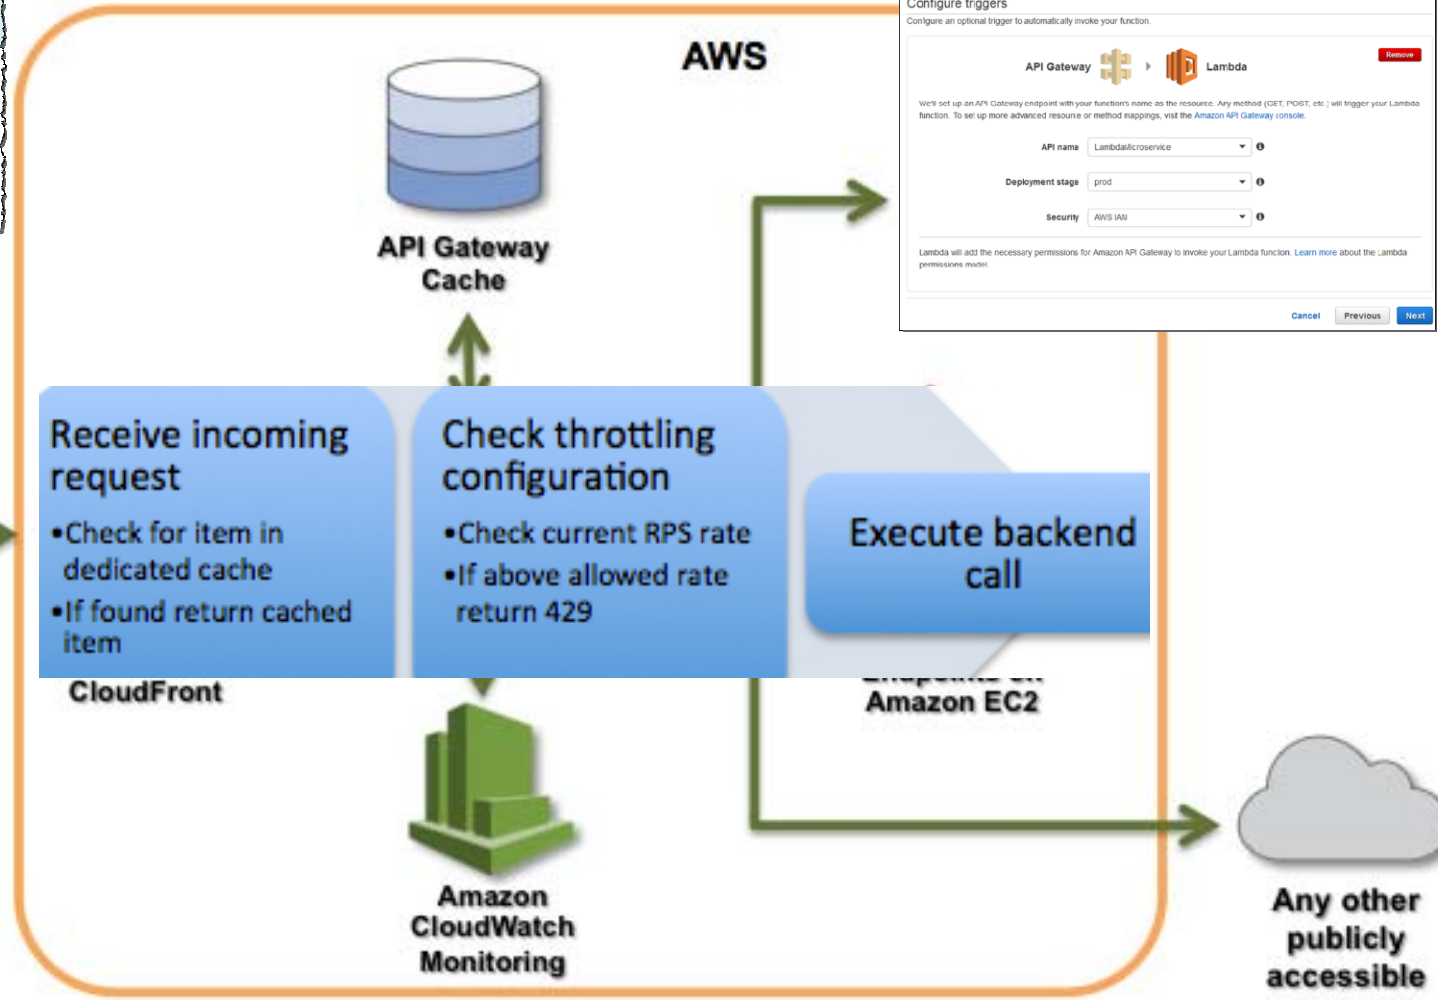 AWS
API Gateway
Cache
Configure triggers
Configure an optional trigger to automatically invoke your function.
API Gateway
Lambda
Remove
We'll set up an API Gateway endpoint with your function's name as the resource. Any method (GET, POST, etc.) will trigger your Lambda
function. To set up more advanced resource or method mappings, visit the Amazon API Gateway console.
API name LambdaMicroservice
Deployment stage prod
Security AWS IAN
Lambda will add the necessary permissions for Amazon API Gateway to invoke your Lambda function. Learn more about the Lambda
permissions model.
Cancel Previous Next
Receive incoming
request
•Check for item in
dedicated cache
•If found return cached
item
Check throttling
configuration
•Check current RPS rate
•If above allowed rate
return 429
Execute backend
call
CloudFront
Endpoints on
Amazon EC2
Amazon
CloudWatch
Monitoring
Any other
publicly
accessible